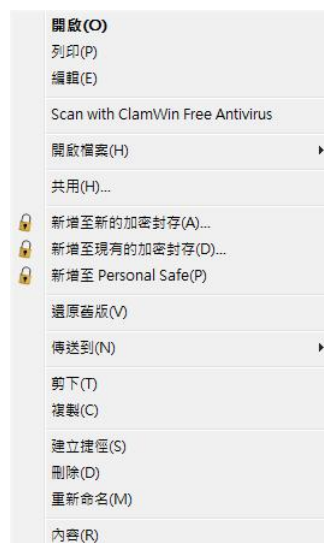 開啟(O)
列印(P)
編輯(E)
Scan with ClamWin Free Antivirus
開啟檔案(H)
共用(H)...
新增至新的加密封存(A)...
新增至現有的加密封存(D)...
新增至 Personal Safe(P)
還原舊版(V)
傳送到(N)
剪下(T)
複製(C)
建立捷徑(S)
刪除(D)
重新命名(M)
內容(R)